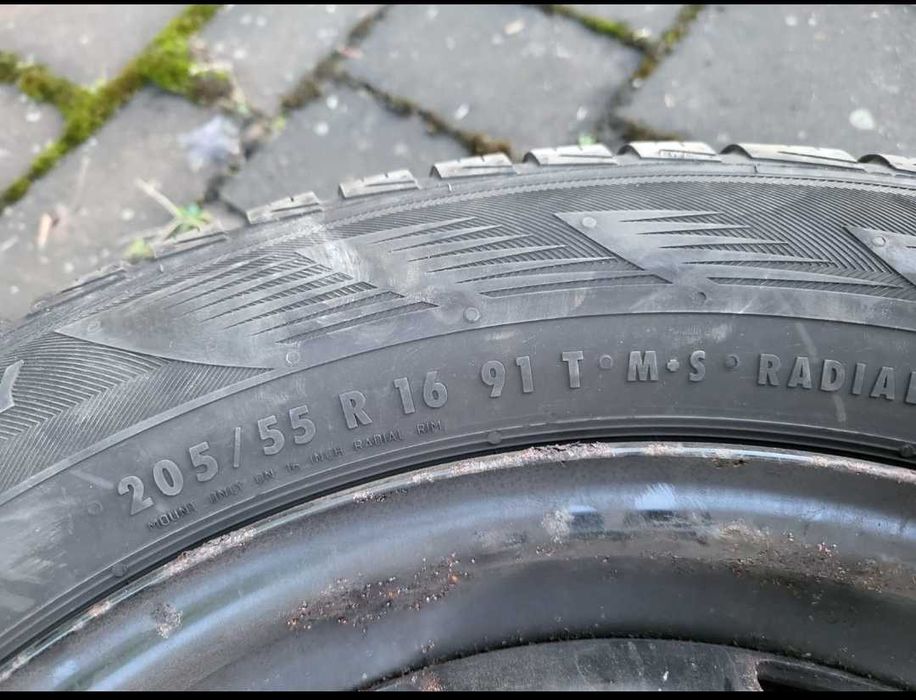 205/55 R 16 91 T • M+S • RADIAL
MOUNT ONLY ON 16 INCH RADIAL RIM